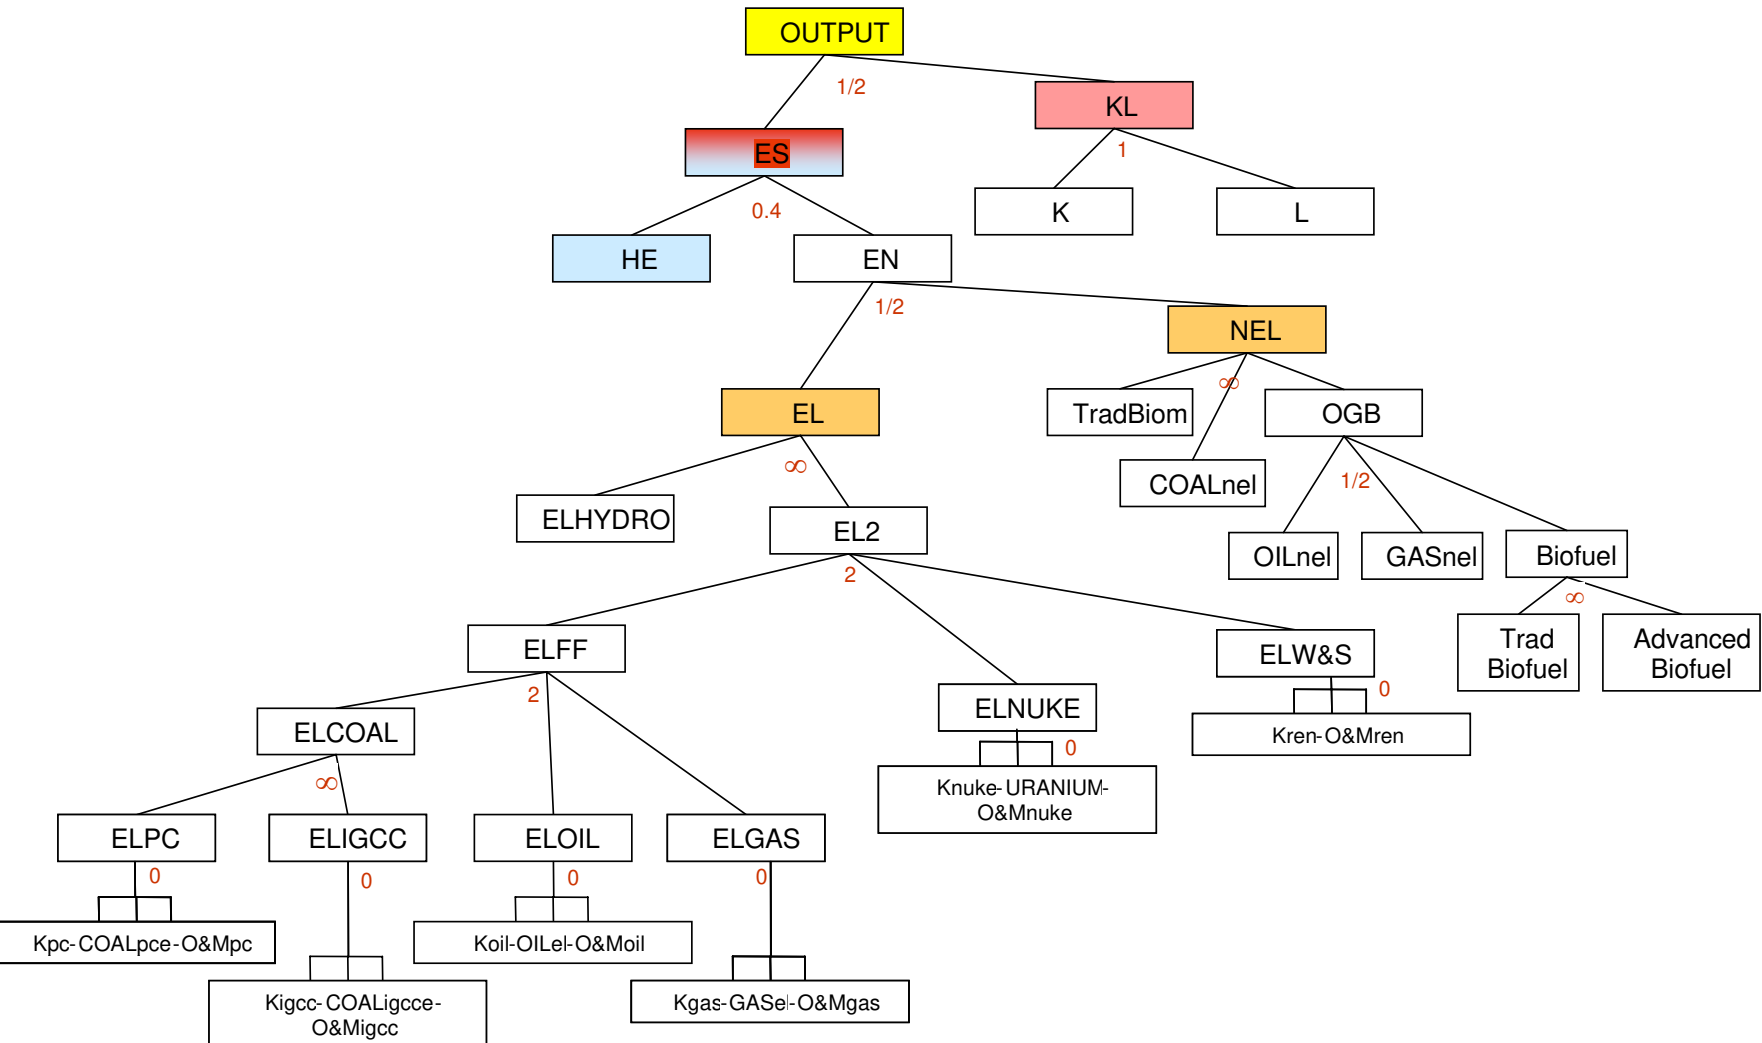 OUTPUT
1/2
KL
ES
1
0.4
K
L
HE
EN
1/2
NEL
∞
EL
TradBiom
OGB
∞
COALnel
1/2
ELHYDRO
EL2
OILnel
GASnel
Biofuel
2
∞
ELFF
ELW&S
Trad
Biofuel
Advanced
Biofuel
2
0
ELCOAL
ELNUKE
Kren-O&Mren
0
∞
Knuke-URANIUM-
O&Mnuke
ELPC
ELIGCC
ELOIL
ELGAS
0
0
0
0
Kpc-COALpce-O&Mpc
Koil-OILel-O&Moil
Kigcc-COALigcce-
O&Migcc
Kgas-GASel-O&Mgas